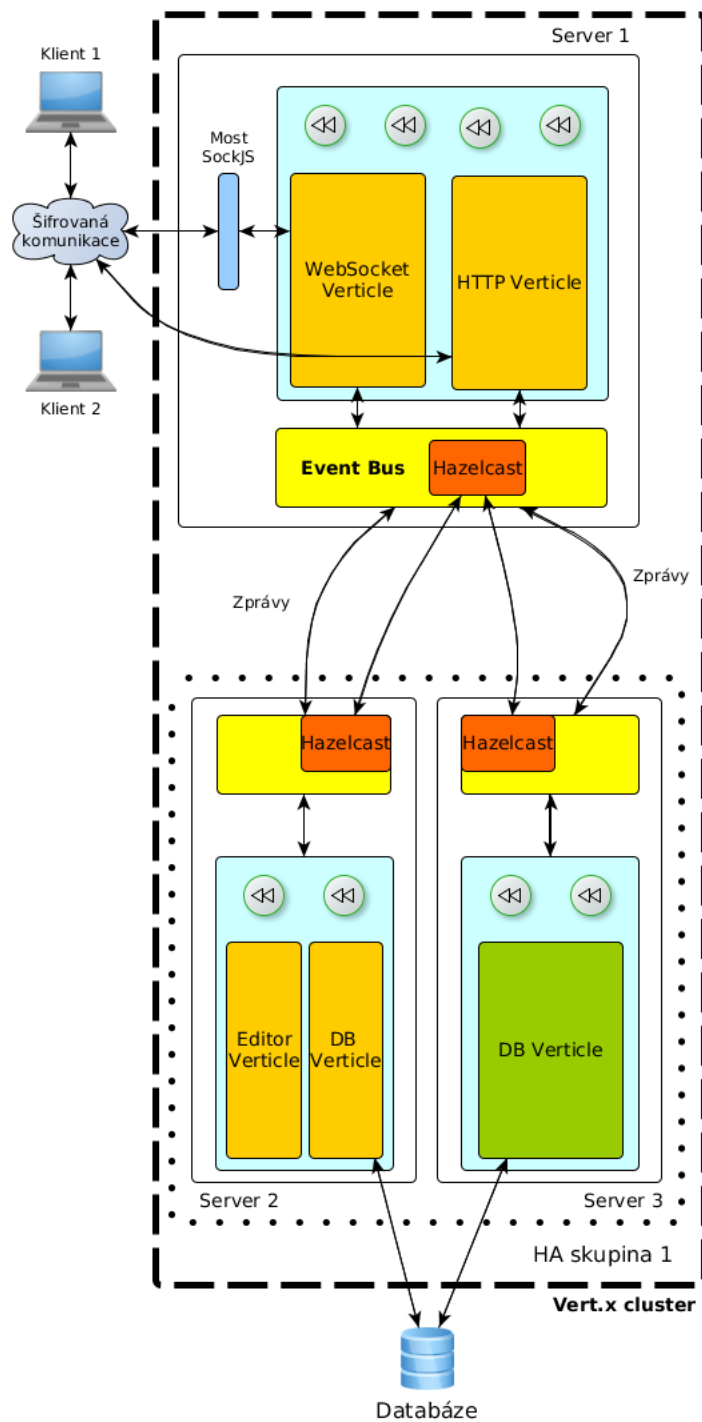 Server 1
Klient 1
Most
SockJS
Šifrovaná
komunikace
WebSocket
Verticle
HTTP Verticle
Klient 2
Event Bus
Hazelcast
Zprávy
Zprávy
Hazelcast
Hazelcast
Editor
Verticle
DB
Verticle
DB Verticle
Server 2
Server 3
HA skupina 1
Vert.x cluster
Databáze